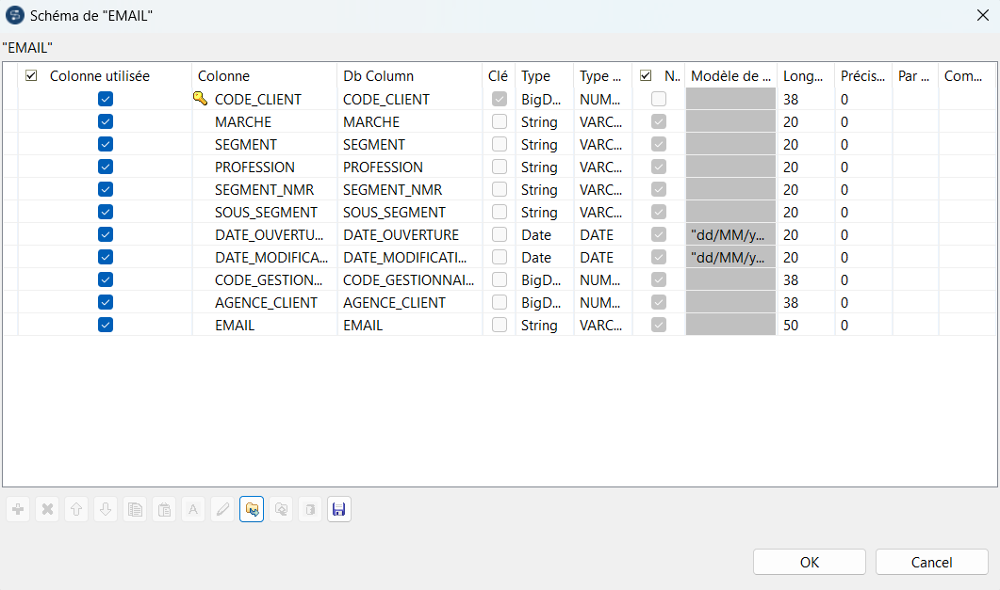 Schéma de "EMAIL"
"EMAIL"
Colonne utilisée Colonne Db Column Clé Type Type ... N.. Modèle de ... Long... Précis... Par ... Com...
CODE_CLIENT CODE_CLIENT BigD... NUM... 38 0
MARCHE MARCHE String VARC... 20 0
SEGMENT SEGMENT String VARC... 20 0
PROFESSION PROFESSION String VARC... 20 0
SEGMENT_NMR SEGMENT_NMR String VARC... 20 0
SOUS_SEGMENT SOUS_SEGMENT String VARC... 20 0
DATE_OUVERTU... DATE_OUVERTURE Date DATE "dd/MM/y... 20 0
DATE_MODIFICA... DATE_MODIFICATI... Date DATE "dd/MM/y... 20 0
CODE_GESTION... CODE_GESTIONNAI... BigD... NUM... 38 0
AGENCE_CLIENT AGENCE_CLIENT BigD... NUM... 38 0
EMAIL EMAIL String VARC... 50 0
OK Cancel